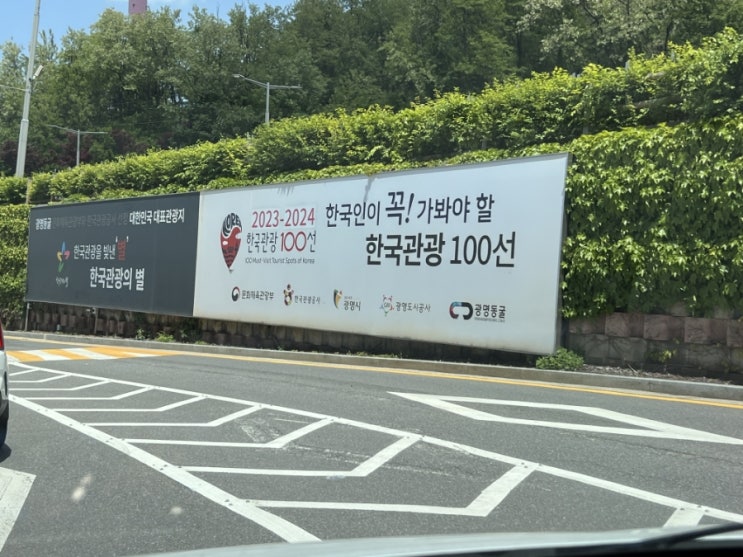 광명동굴
대한민국 대표관광지
한국관광을 빛낸 '별'
한국관광의 별
KOREA
2023-2024
한국관광 100선
100 Must-Visit Tourist Spots of Korea
한국인이 꼭! 가봐야 할
한국관광 100선
문화체육관광부
한국관광공사
광명시
광명도시공사
광명동굴